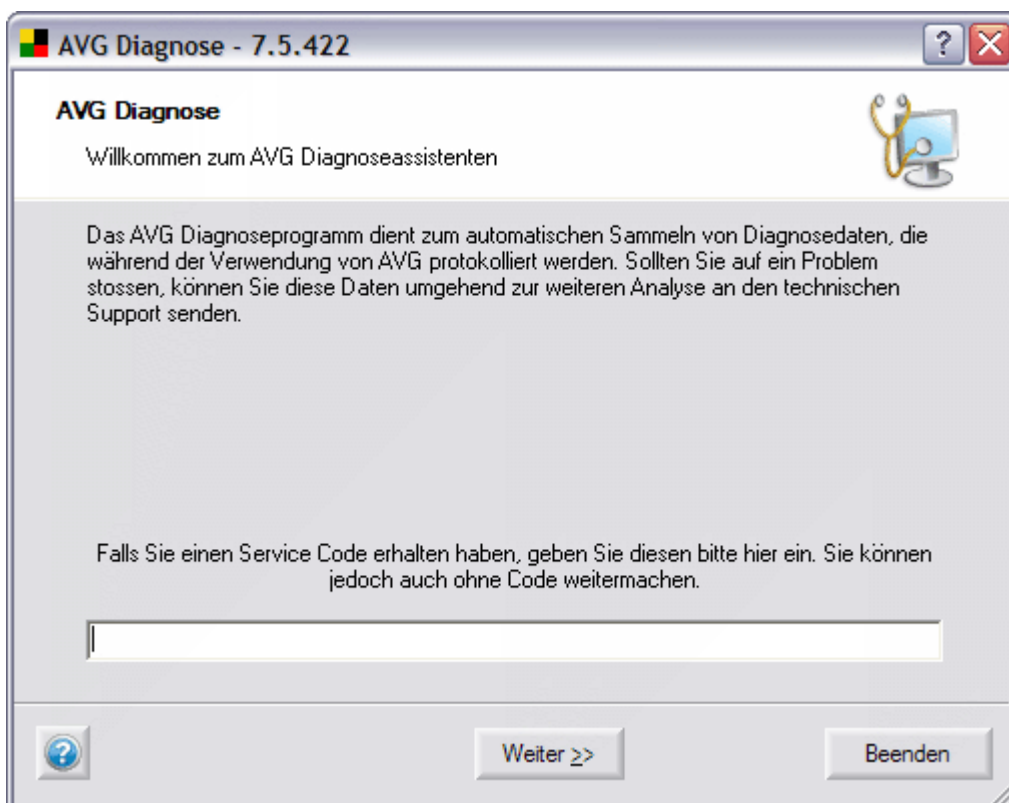 AVG Diagnose - 7.5.422
AVG Diagnose
Willkommen zum AVG Diagnoseassistenten
Das AVG Diagnoseprogramm dient zum automatischen Sammeln von Diagnosedaten, die
während der Verwendung von AVG protokolliert werden. Sollten Sie auf ein Problem
stossen, können Sie diese Daten umgehend zur weiteren Analyse an den technischen
Support senden.
Falls Sie einen Service Code erhalten haben, geben Sie diesen bitte hier ein. Sie können
jedoch auch ohne Code weitermachen.
Weiter >>
Beenden